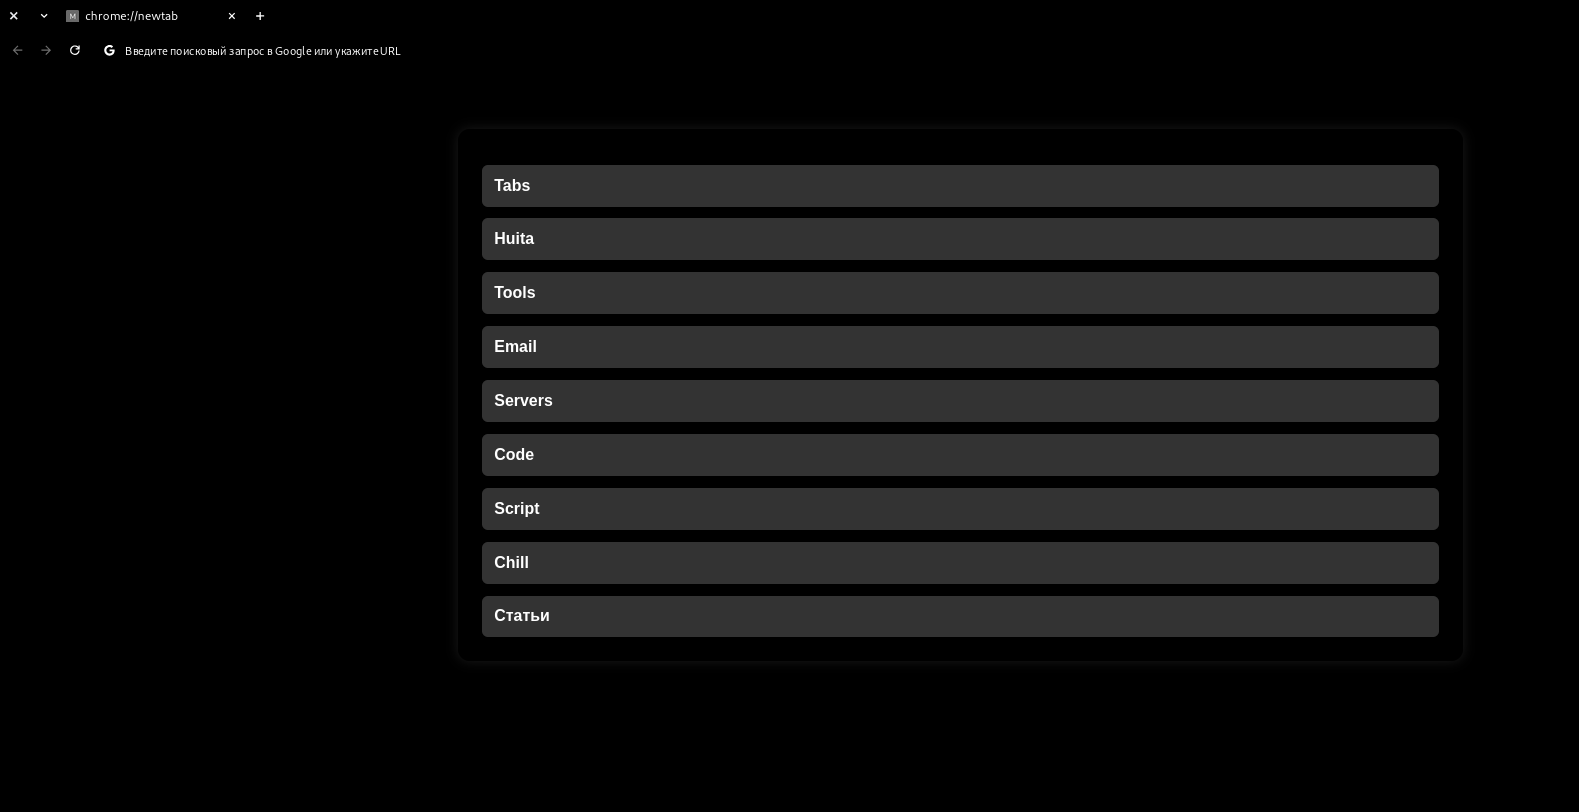 chrome://newtab
Введите поисковый запрос в Google или укажите URL
Tabs
Huita
Tools
Email
Servers
Code
Script
Chill
Статьи